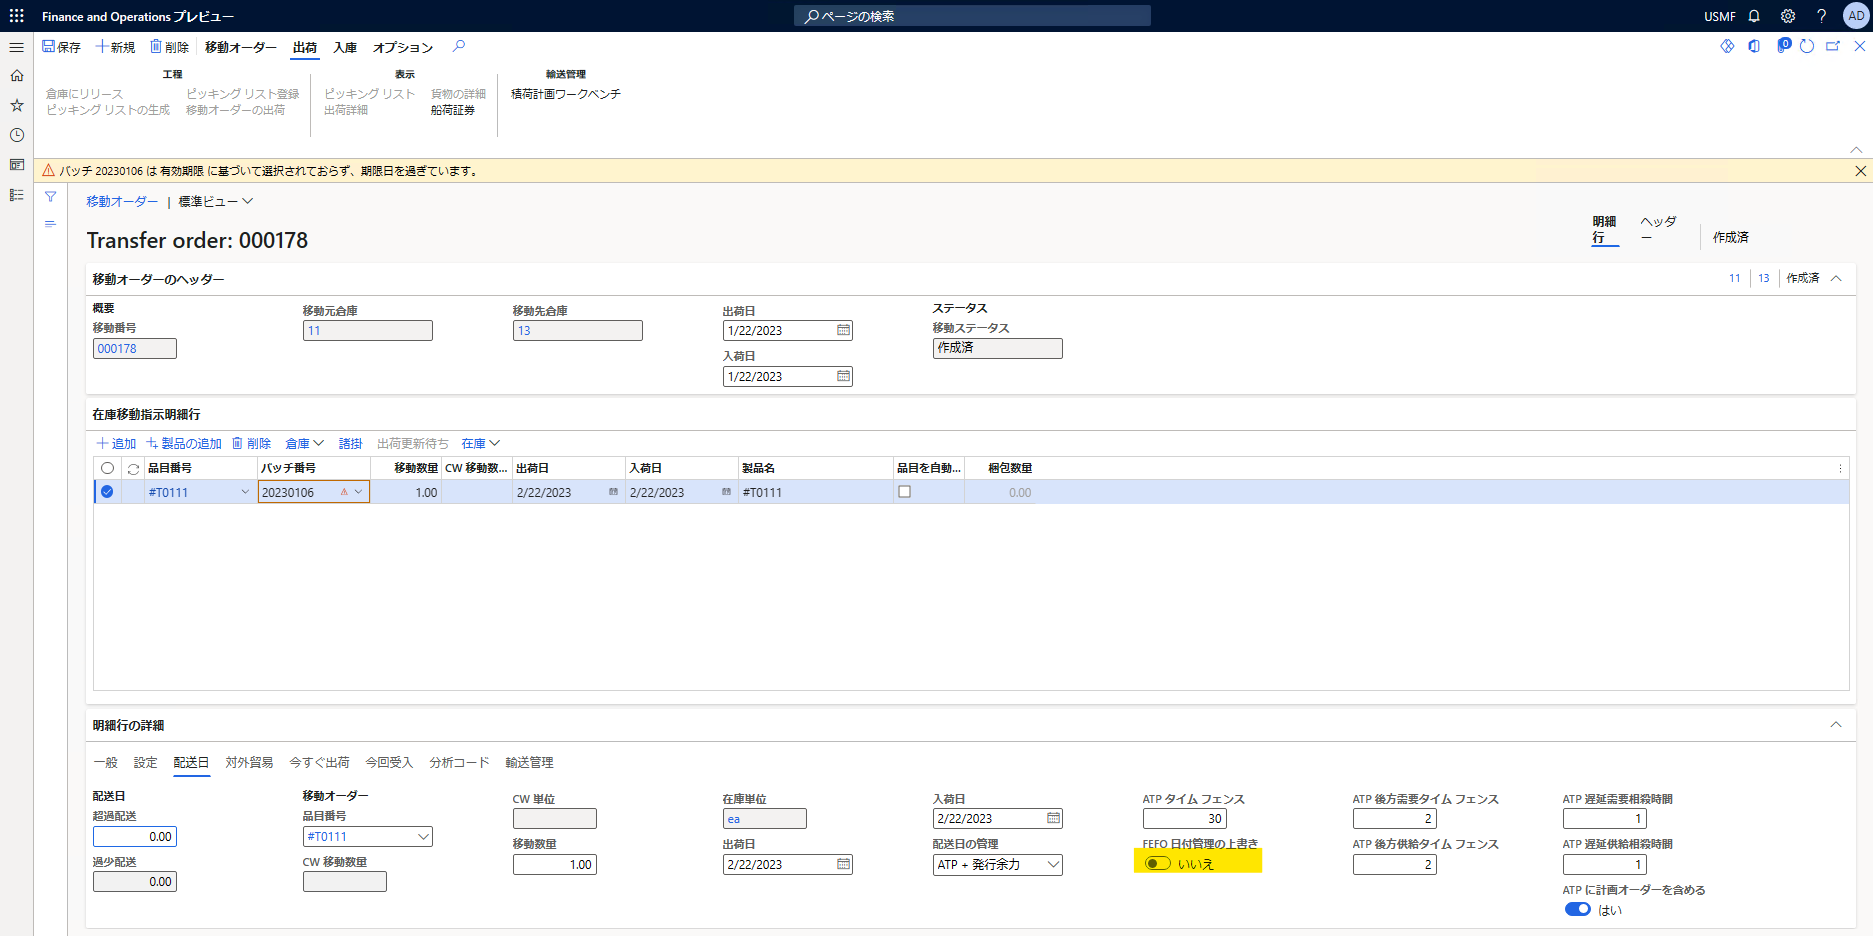 Finance and Operations プレビュー
ページの検索
USMF
AD
保存
新規
削除
移動オーダー
出荷
入庫
オプション
0
工程
表示
輸送管理
倉庫にリリース
ピッキング リスト登録
ピッキング リスト
貨物の詳細
積荷計画ワークベンチ
ピッキング リストの生成
移動オーダーの出荷
出荷詳細
船荷証券
バッチ 20230106 は 有効期限 に基づいて選択されておらず、期限日を過ぎています。
移動オーダー | 標準ビュー
Transfer order: 000178
明細行
ヘッダー
作成済
移動オーダーのヘッダー
11
13
作成済
概要
移動番号
000178
移動元倉庫
11
移動先倉庫
13
出荷日
1/22/2023
入荷日
1/22/2023
ステータス
移動ステータス
作成済
在庫移動指示明細行
追加
製品の追加
削除
倉庫
諸掛
出荷更新待ち
在庫
品目番号
バッチ番号
移動数量
CW 移動数...
出荷日
入荷日
製品名
品目を自動...
梱包数量
#T0111
20230106
1.00
2/22/2023
2/22/2023
#T0111
0.00
明細行の詳細
一般
設定
配送日
対外貿易
今すぐ出荷
今回受入
分析コード
輸送管理
配送日
超過配送
0.00
過少配送
0.00
移動オーダー
品目番号
#T0111
CW 移動数量
CW 単位
移動数量
1.00
在庫単位
ea
出荷日
2/22/2023
入荷日
2/22/2023
配送日の管理
ATP + 発行余力
ATP タイム フェンス
30
FEFO 日付管理の上書き
いいえ
ATP 後方需要タイム フェンス
2
ATP 後方供給タイム フェンス
2
ATP 遅延需要相殺時間
1
ATP 遅延供給相殺時間
1
ATP に計画オーダーを含める
はい